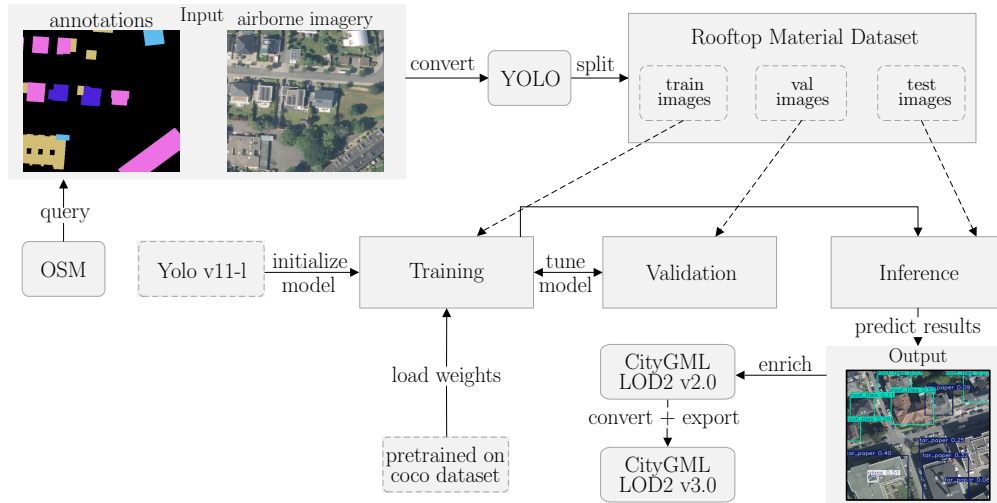 Input
annotations
airborne imagery
convert
YOLO
split
Rooftop Material Dataset
train
images
val
images
test
images
query
OSM
Yolo v11-l
initialize
model
Training
tune
model
Validation
Inference
predict results
Output
enrich
CityGML
LOD2 v2.0
load weights
convert + export
pretrained on
coco dataset
CityGML
LOD2 v3.0
tar_paper 0.09
tar_paper 0.25
tar_paper 0.40